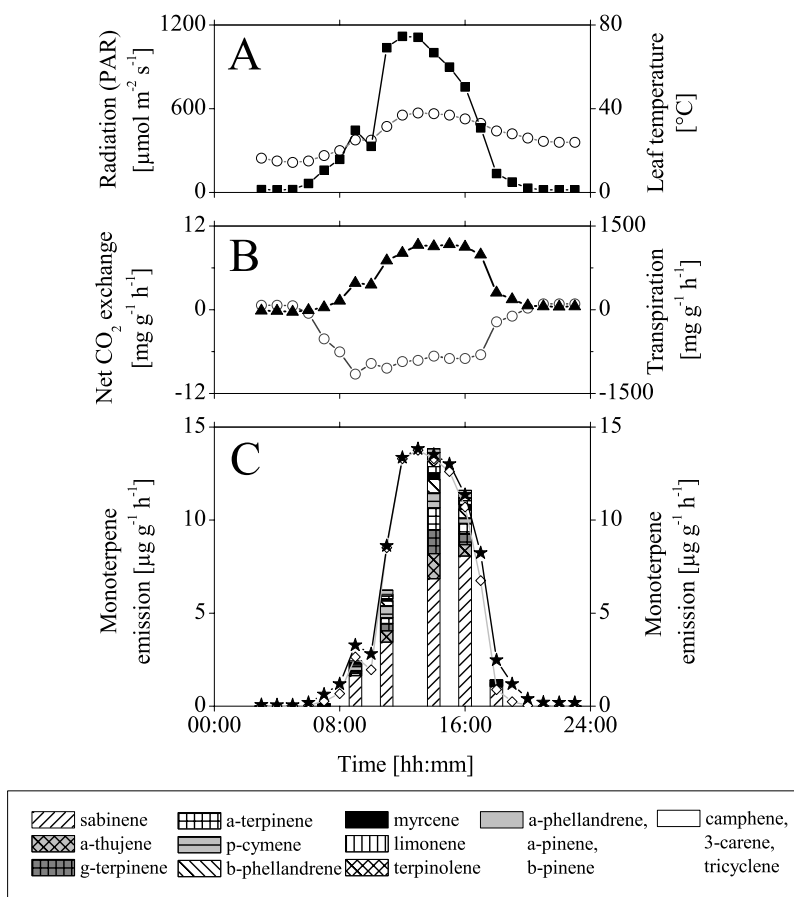 1200
80
A
Radiation (PAR)
[µmol m⁻² s⁻¹]
600
40
Leaf temperature
[°C]
0
0
12
1500
B
Net CO₂ exchange
[mg g⁻¹ h⁻¹]
0
0
Transpiration
[mg g⁻¹ h⁻¹]
-12
-1500
15
15
C
Monoterpene
emission [µg g⁻¹ h⁻¹]
10
10
Monoterpene
emission [µg g⁻¹ h⁻¹]
5
5
0
0
00:00 08:00 16:00 24:00
Time [hh:mm]
sabinene a-terpinene myrcene a-phellandrene, camphene,
a-thujene p-cymene limonene a-pinene, 3-carene,
g-terpinene b-phellandrene terpinolene b-pinene tricyclene